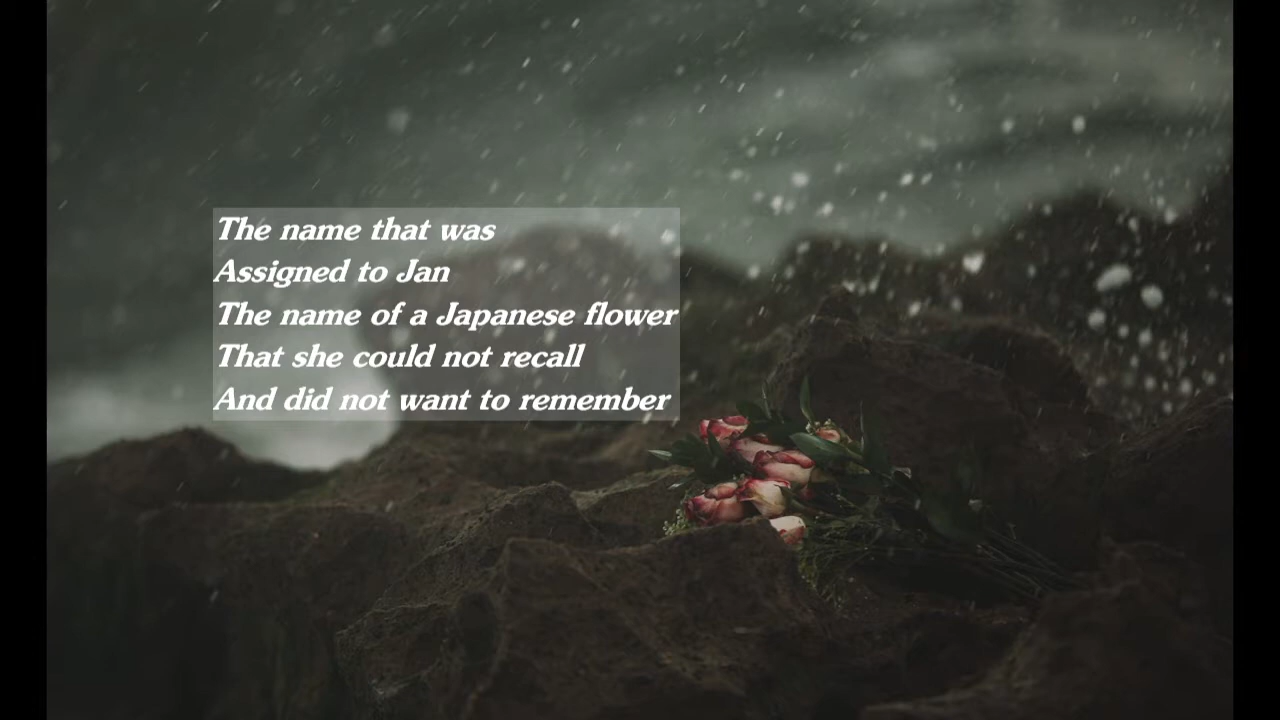 The name that was
Assigned to Jan
The name of a Japanese flower
That she could not recall
And did not want to remember